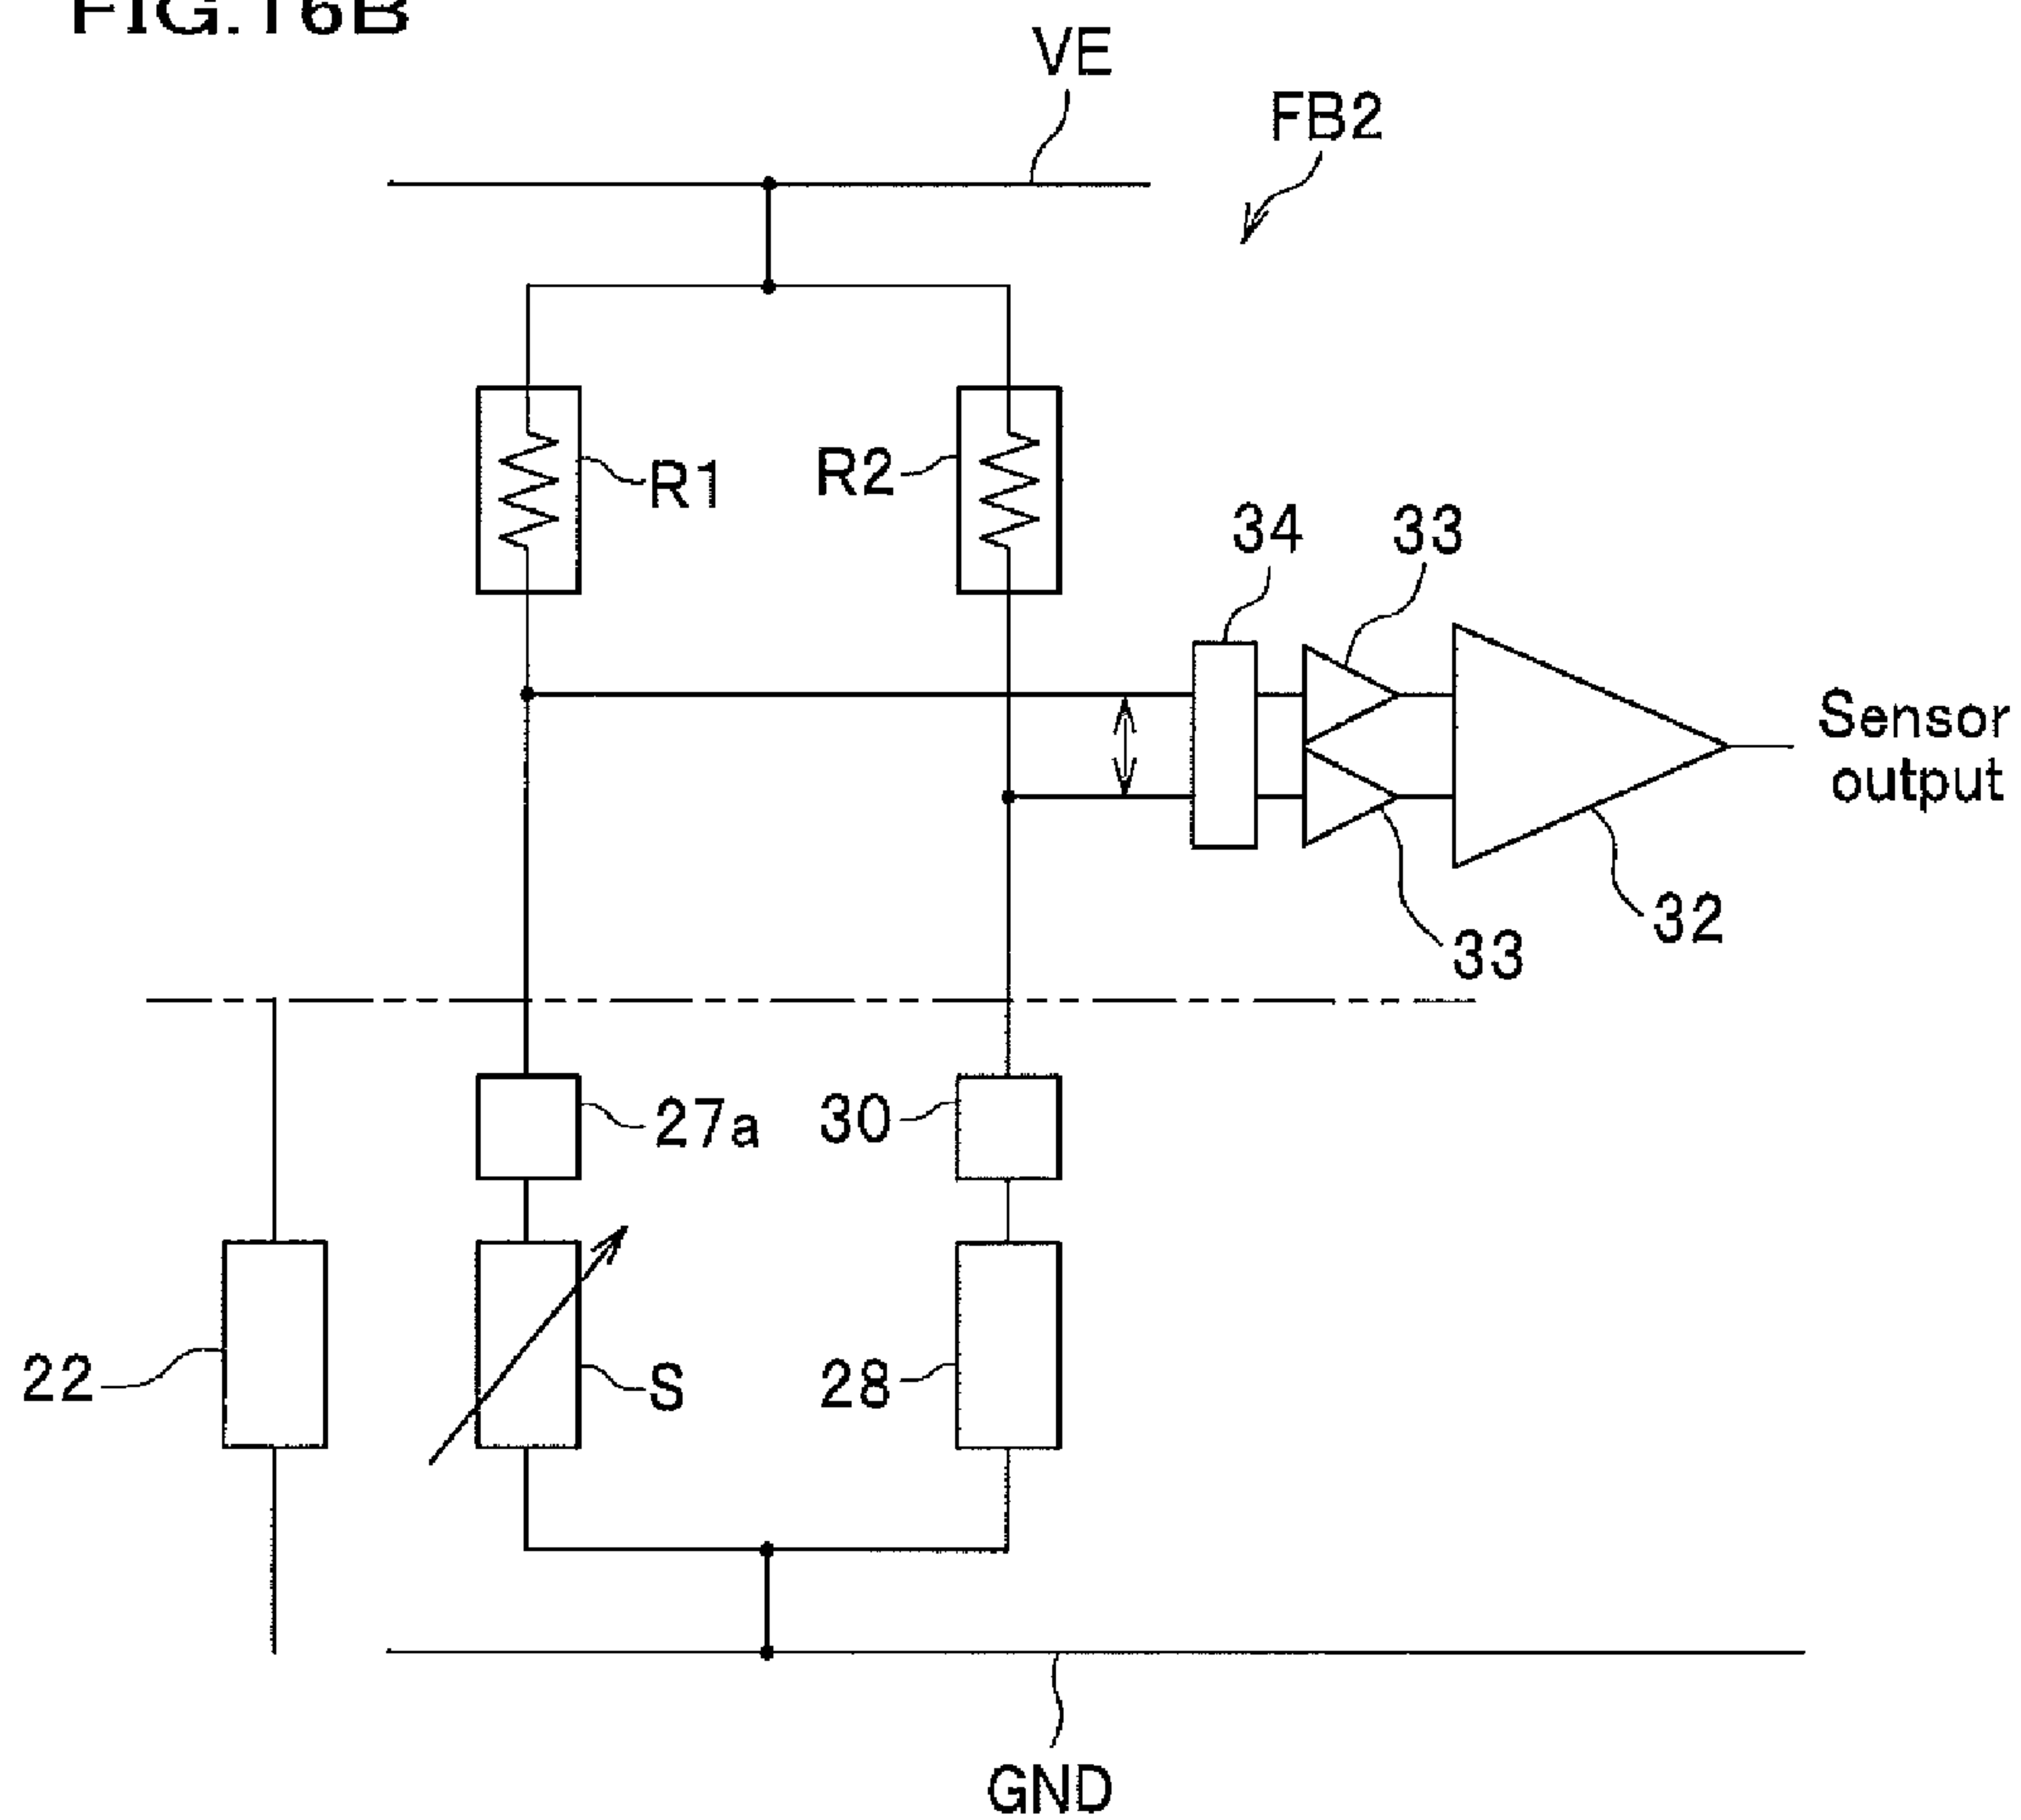 FIG.16B
VE
FB2
R1
R2
34
33
Sensor
output
32
33
27a
30
22
S
28
GND